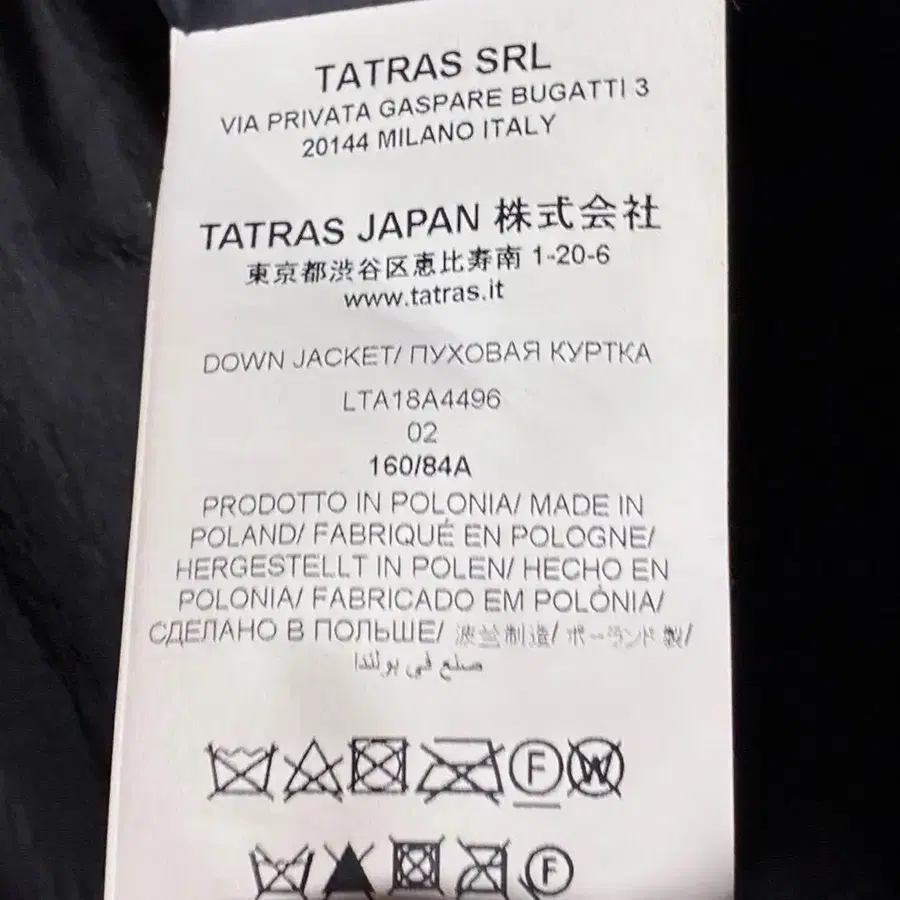 TATRAS SRL
VIA PRIVATA GASPARE BUGATTI 3
20144 MILANO ITALY
TATRAS JAPAN 株式会社
東京都渋谷区恵比寿南 1-20-6
www.tatras.it
DOWN JACKET/ ПУХОВАЯ КУРТКА
LTA18A4496
02
160/84A
PRODOTTO IN POLONIA/ MADE IN
POLAND/ FABRIQUÉ EN POLOGNE/
HERGESTELLT IN POLEN/ HECHO EN
POLONIA/ FABRICADO EM POLÓNIA/
СДЕЛАНО В ПОЛЬШЕ/ 波兰制造/ ポーランド製/
صنع في بولندا
F W
F